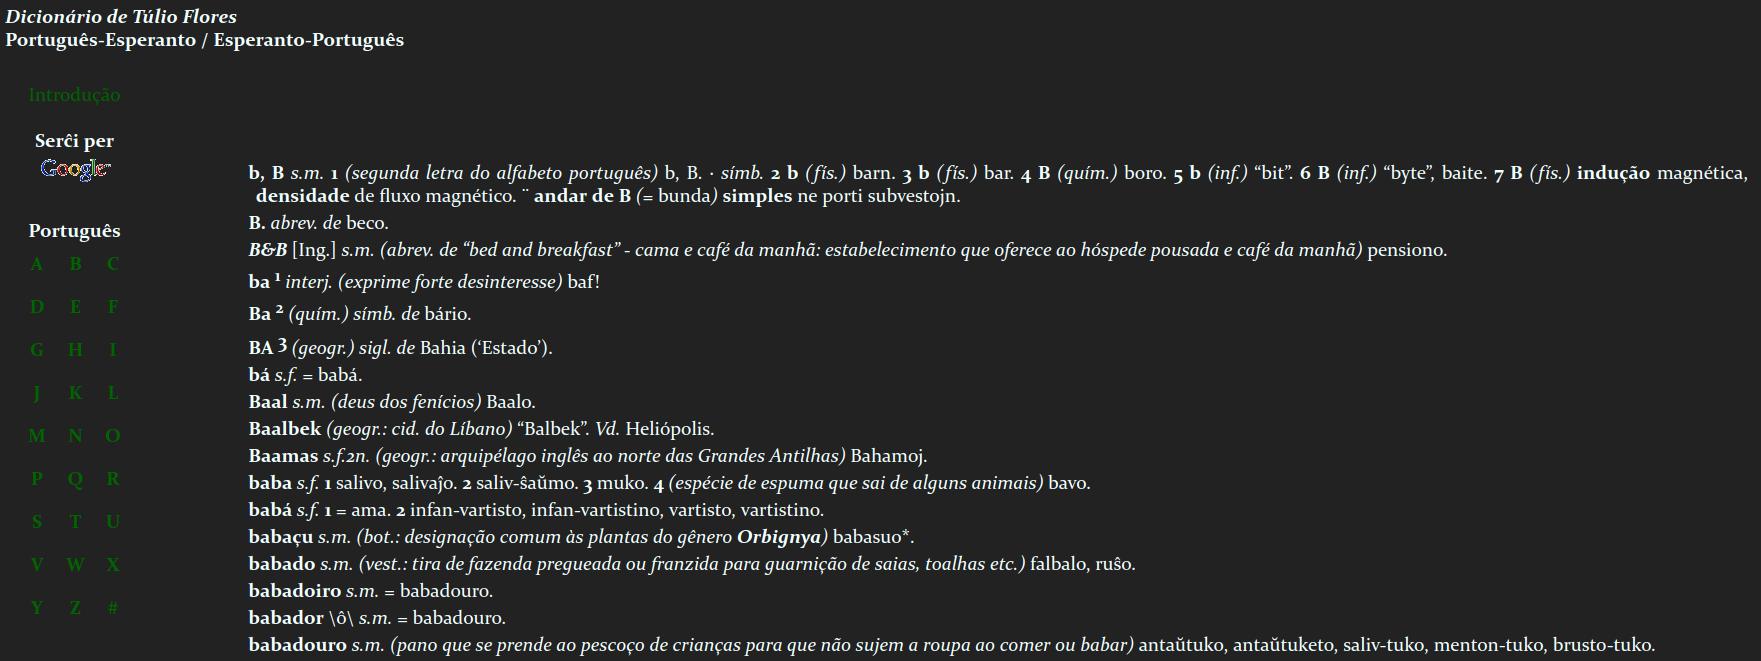 Dicionário de Túlio Flores
Português-Esperanto / Esperanto-Português
Introdução
Serĉi per
Google
Português
A B C
D E F
G H I
J K L
M N O
P Q R
S T U
V W X
Y Z #
b, B s.m. 1 (segunda letra do alfabeto português) b, B. · símb. 2 b (fís.) barn. 3 b (fís.) bar. 4 B (quím.) boro. 5 b (inf.) “bit”. 6 B (inf.) “byte”, baite. 7 B (fís.) indução magnética,
densidade de fluxo magnético. ¨ andar de B (= bunda) simples ne porti subvestojn.
B. abrev. de beco.
B&B [Ing.] s.m. (abrev. de “bed and breakfast” - cama e café da manhã: estabelecimento que oferece ao hóspede pousada e café da manhã) pensiono.
ba ¹ interj. (exprime forte desinteresse) baf!
Ba ² (quím.) símb. de bário.
BA ³ (geogr.) sigl. de Bahia (‘Estado’).
bá s.f. = babá.
Baal s.m. (deus dos fenícios) Baalo.
Baalbek (geogr.: cid. do Líbano) “Balbek”. Vd. Heliópolis.
Baamas s.f.2n. (geogr.: arquipélago inglês ao norte das Grandes Antilhas) Bahamoj.
baba s.f. 1 salivo, salivaĵo. 2 saliv-ŝaŭmo. 3 muko. 4 (espécie de espuma que sai de alguns animais) bavo.
babá s.f. 1 = ama. 2 infan-vartisto, infan-vartistino, vartisto, vartistino.
babaçu s.m. (bot.: designação comum às plantas do gênero Orbignya) babasuo*.
babado s.m. (vest.: tira de fazenda pregueada ou franzida para guarnição de saias, toalhas etc.) falbalo, ruŝo.
babadoiro s.m. = babadouro.
babador \ô\ s.m. = babadouro.
babadouro s.m. (pano que se prende ao pescoço de crianças para que não sujem a roupa ao comer ou babar) antaŭtuko, antaŭtuketo, saliv-tuko, menton-tuko, brusto-tuko.